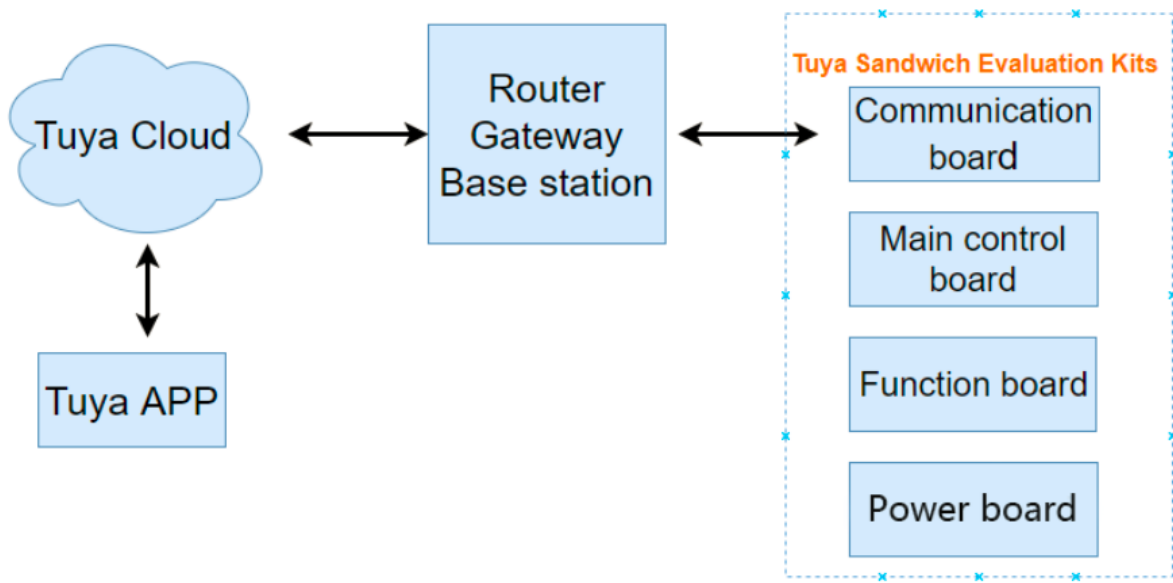 Tuya Cloud
Tuya APP
Router
Gateway
Base station
Tuya Sandwich Evaluation Kits
Communication
board
Main control
board
Function board
Power board